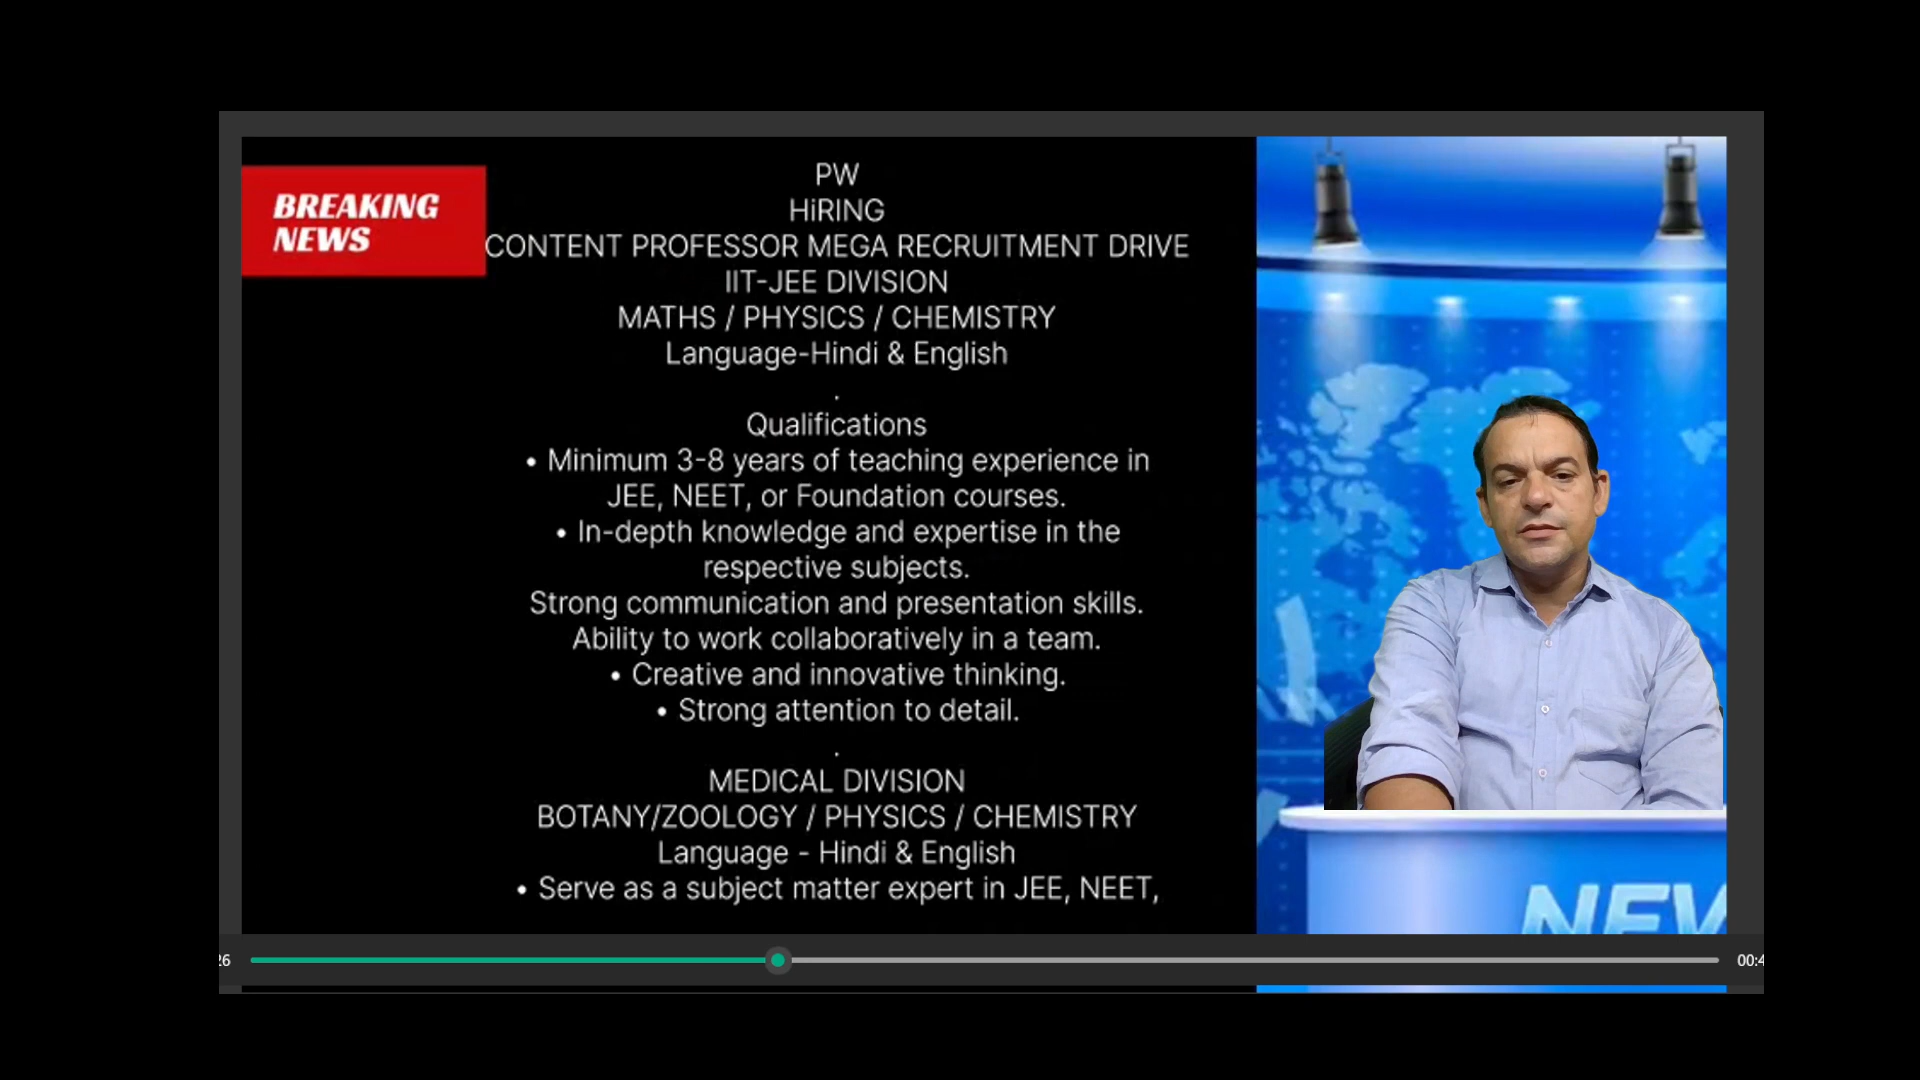 BREAKING
NEWS
PW
HiRING
CONTENT PROFESSOR MEGA RECRUITMENT DRIVE
IIT-JEE DIVISION
MATHS / PHYSICS / CHEMISTRY
Language-Hindi & English
.
Qualifications
• Minimum 3-8 years of teaching experience in
JEE, NEET, or Foundation courses.
• In-depth knowledge and expertise in the
respective subjects.
Strong communication and presentation skills.
Ability to work collaboratively in a team.
• Creative and innovative thinking.
• Strong attention to detail.
.
MEDICAL DIVISION
BOTANY/ZOOLOGY / PHYSICS / CHEMISTRY
Language - Hindi & English
• Serve as a subject matter expert in JEE, NEET,
26
00:4